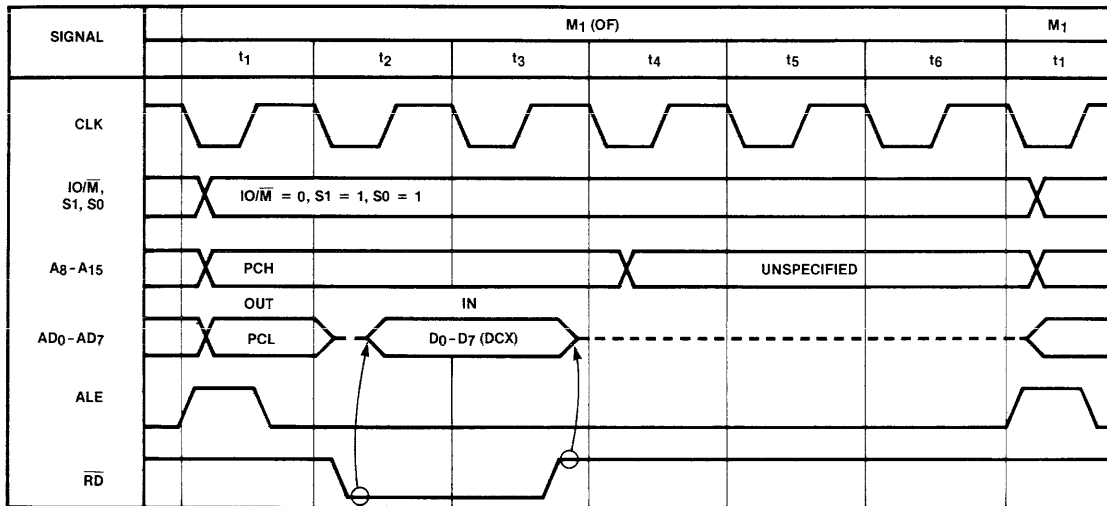 SIGNAL
M1 (OF)
M1
t1
t2
t3
t4
t5
t6
t1
CLK
IO/M̅,
S1, S0
IO/M̅ = 0, S1 = 1, S0 = 1
A8-A15
PCH
UNSPECIFIED
OUT
IN
AD0-AD7
PCL
D0-D7 (DCX)
ALE
R̅D̅